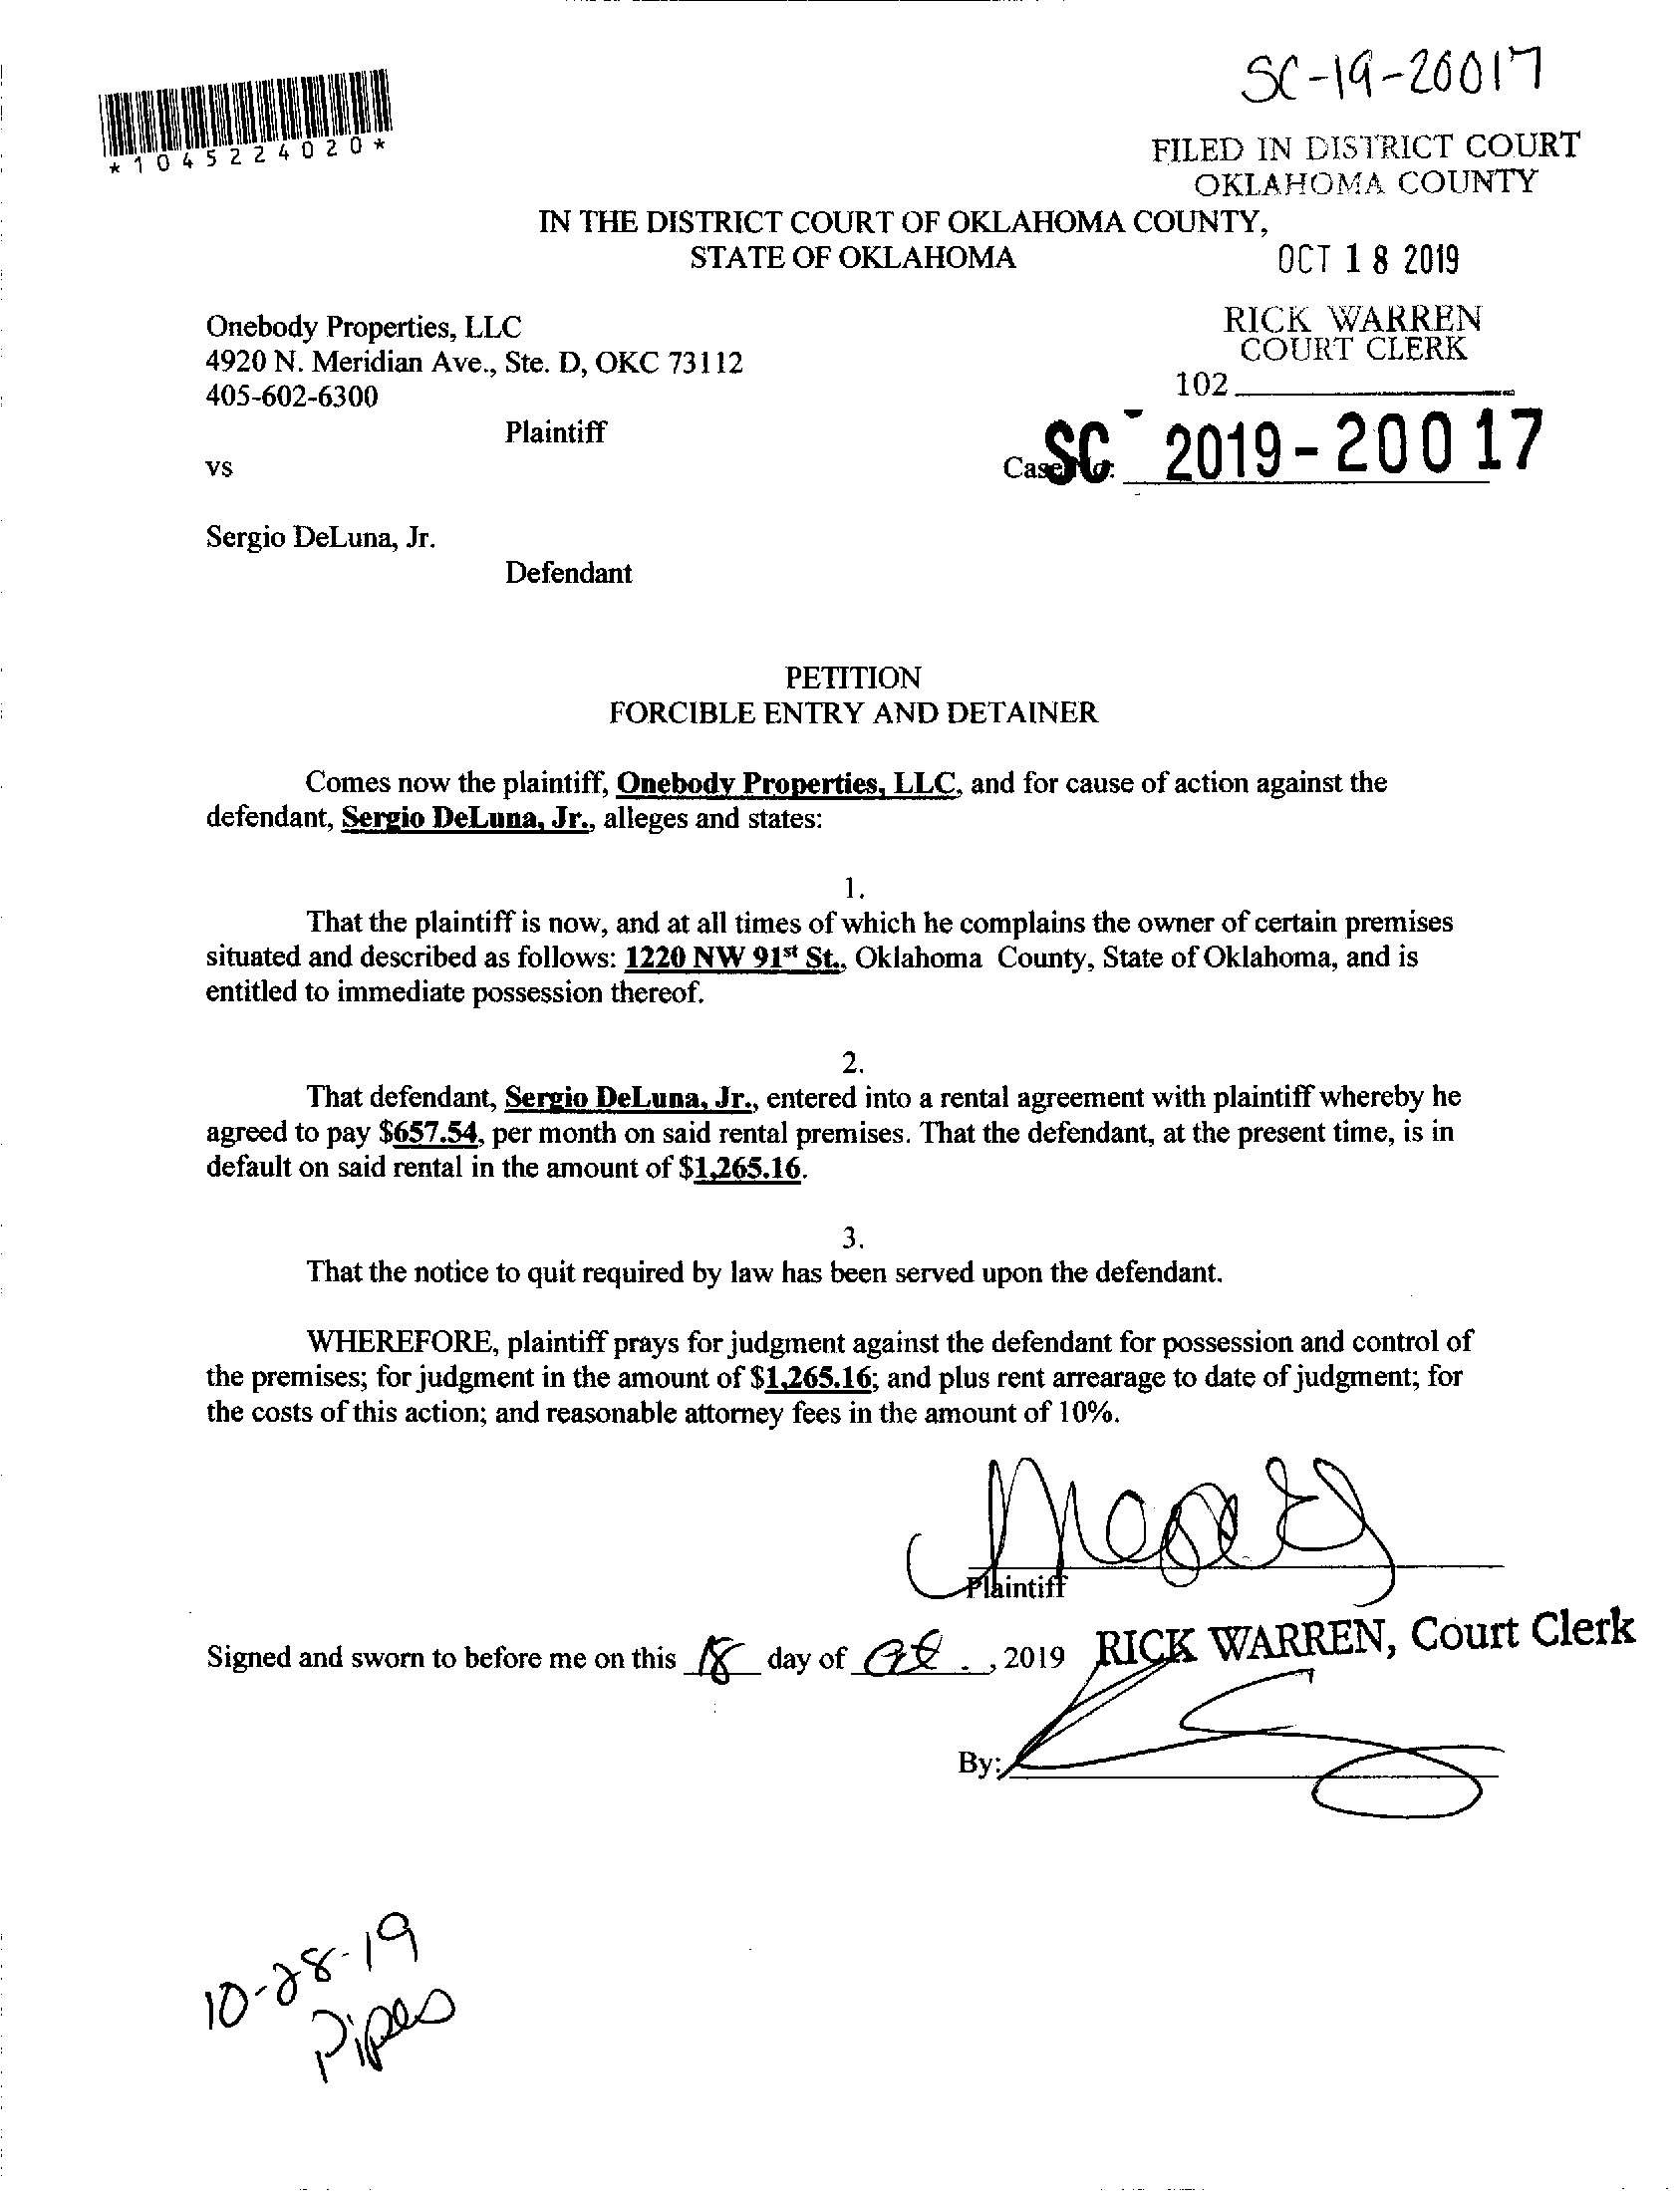 SC-19-20017
*1045224020*
FILED IN DISTRICT COURT
OKLAHOMA COUNTY
IN THE DISTRICT COURT OF OKLAHOMA COUNTY,
STATE OF OKLAHOMA
OCT 18 2019
Onebody Properties, LLC
4920 N. Meridian Ave., Ste. D, OKC 73112
405-602-6300
RICK WARREN
COURT CLERK
102
Plaintiff
vs
Case No: SC - 2019-20017
Sergio DeLuna, Jr.
Defendant
PETITION
FORCIBLE ENTRY AND DETAINER
Comes now the plaintiff, Onebody Properties, LLC, and for cause of action against the
defendant, Sergio DeLuna, Jr., alleges and states:
1.
That the plaintiff is now, and at all times of which he complains the owner of certain premises
situated and described as follows: 1220 NW 91st St., Oklahoma County, State of Oklahoma, and is
entitled to immediate possession thereof.
2.
That defendant, Sergio DeLuna, Jr., entered into a rental agreement with plaintiff whereby he
agreed to pay $657.54, per month on said rental premises. That the defendant, at the present time, is in
default on said rental in the amount of $1,265.16.
3.
That the notice to quit required by law has been served upon the defendant.
WHEREFORE, plaintiff prays for judgment against the defendant for possession and control of
the premises; for judgment in the amount of $1,265.16; and plus rent arrearage to date of judgment; for
the costs of this action; and reasonable attorney fees in the amount of 10%.
Plaintiff
Signed and sworn to before me on this 18 day of Oct., 2019
RICK WARREN, Court Clerk
By:
10-28-19
Pipes